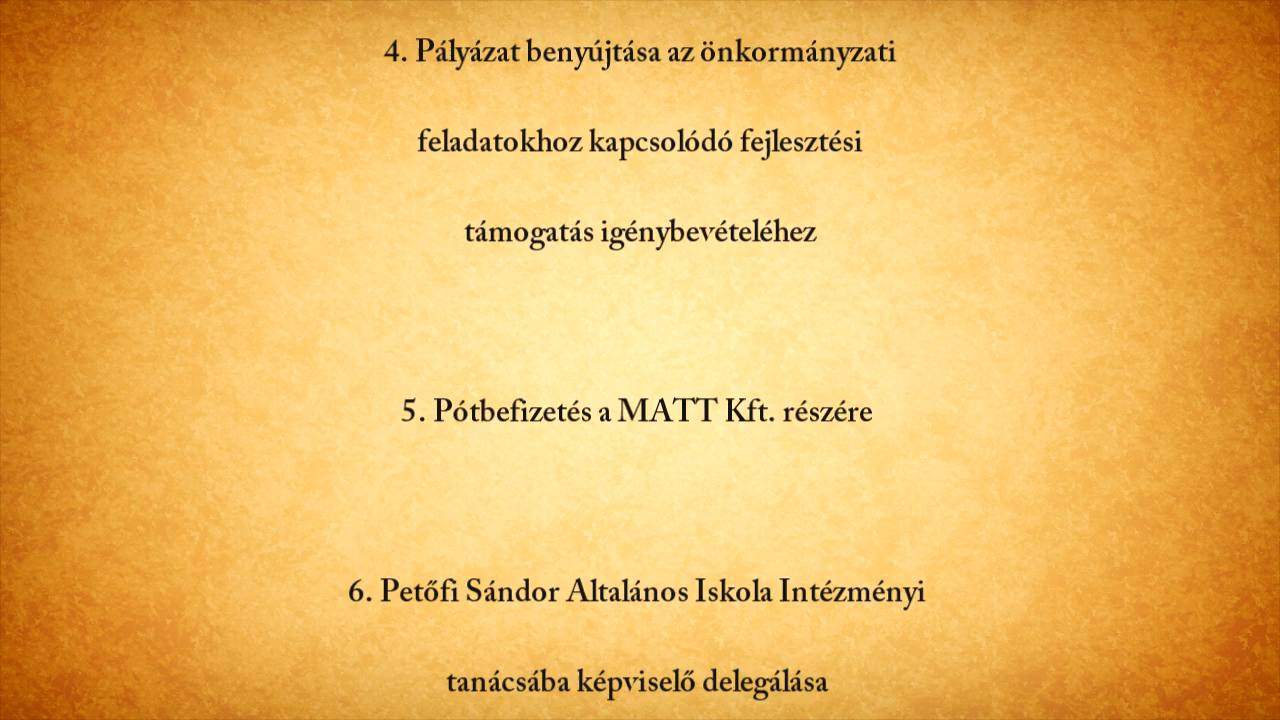 4. Pályázat benyújtása az önkormányzati
feladatokhoz kapcsolódó fejlesztési
támogatás igénybevételéhez
5. Pótbefizetés a MATT Kft. részére
6. Petőfi Sándor Altalános Iskola Intézményi
tanácsába képviselő delegálása